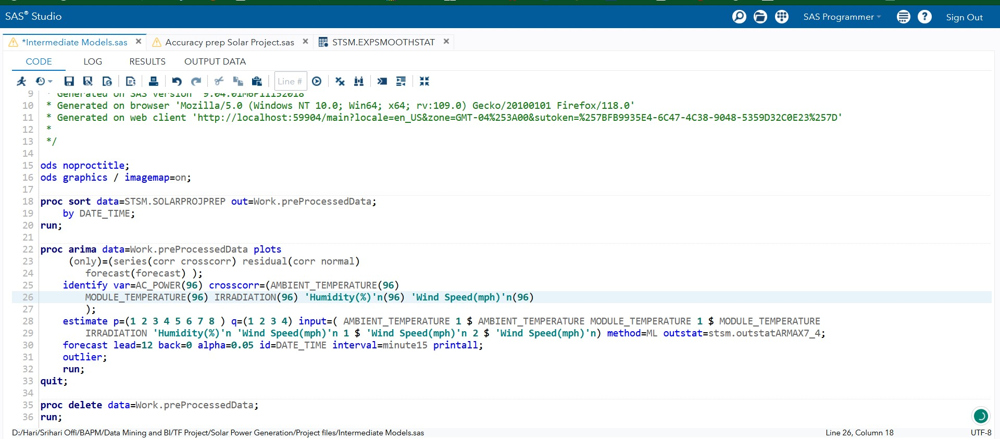 SAS® Studio
SAS Programmer
Sign Out
*Intermediate Models.sas
Accuracy prep Solar Project.sas
STSM.EXPSMOOTHSTAT
CODE LOG RESULTS OUTPUT DATA
Line #
9 * Generated on SAS version '9.04.01M6P11152018'
10 * Generated on browser 'Mozilla/5.0 (Windows NT 10.0; Win64; x64; rv:109.0) Gecko/20100101 Firefox/118.0'
11 * Generated on web client 'http://localhost:59904/main?locale=en_US&zone=GMT-04%253A00&sutoken=%257BFB9935E4-6C47-4C38-9048-5359D32C0E23%257D'
12 *
13 */
14
15 ods noproctitle;
16 ods graphics / imagemap=on;
17
18 proc sort data=STSM.SOLARPROJPREP out=Work.preProcessedData;
19 by DATE_TIME;
20 run;
21
22 proc arima data=Work.preProcessedData plots
23 (only)=(series(corr crosscorr) residual(corr normal)
24 forecast(forecast) );
25 identify var=AC_POWER(96) crosscorr=(AMBIENT_TEMPERATURE(96)
26 MODULE_TEMPERATURE(96) IRRADIATION(96) 'Humidity(%)'n(96) 'Wind Speed(mph)'n(96)
27 );
28 estimate p=(1 2 3 4 5 6 7 8 ) q=(1 2 3 4) input=( AMBIENT_TEMPERATURE 1 $ AMBIENT_TEMPERATURE MODULE_TEMPERATURE 1 $ MODULE_TEMPERATURE
29 IRRADIATION 'Humidity(%)'n 'Wind Speed(mph)'n 1 $ 'Wind Speed(mph)'n 2 $ 'Wind Speed(mph)'n) method=ML outstat=stsm.outstatARMAX7_4;
30 forecast lead=12 back=0 alpha=0.05 id=DATE_TIME interval=minute15 printall;
31 outlier;
32 run;
33 quit;
34
35 proc delete data=Work.preProcessedData;
36 run;
D:/Hari/Srihari Offi/BAPM/Data Mining and BI/TF Project/Solar Power Generation/Project files/Intermediate Models.sas
Line 26, Column 18
UTF-8